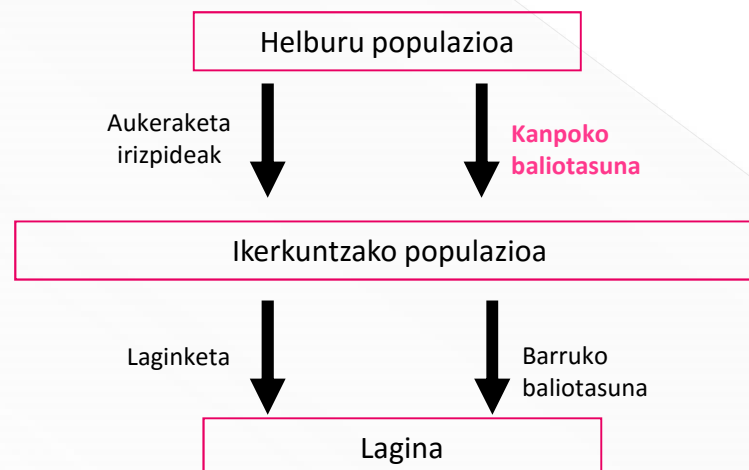 Helburu populazioa
Aukeraketa
irizpideak
Kanpoko
baliotasuna
Ikerkuntzako populazioa
Laginketa
Barruko
baliotasuna
Lagina